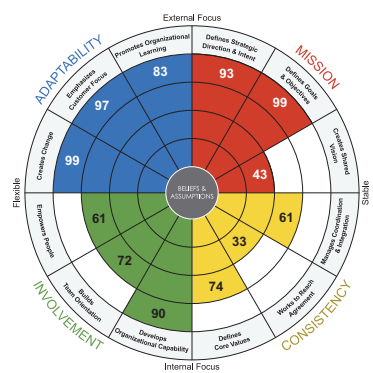 External Focus
ADAPTABILITY
MISSION
Promotes Organizational
Learning
Defines Strategic
Direction & Intent
Emphasizes
Customer Focus
Defines Goals
& Objectives
Creates Change
Creates Shared
Vision
83
93
97
99
99
43
Flexible
BELIEFS &
ASSUMPTIONS
Stable
61
61
72
33
74
90
Empowers People
Manages Coordination
& Integration
Builds
Team Orientation
Works to Reach
Agreement
Develops
Organizational Capability
Defines
Core Values
INVOLVEMENT
CONSISTENCY
Internal Focus